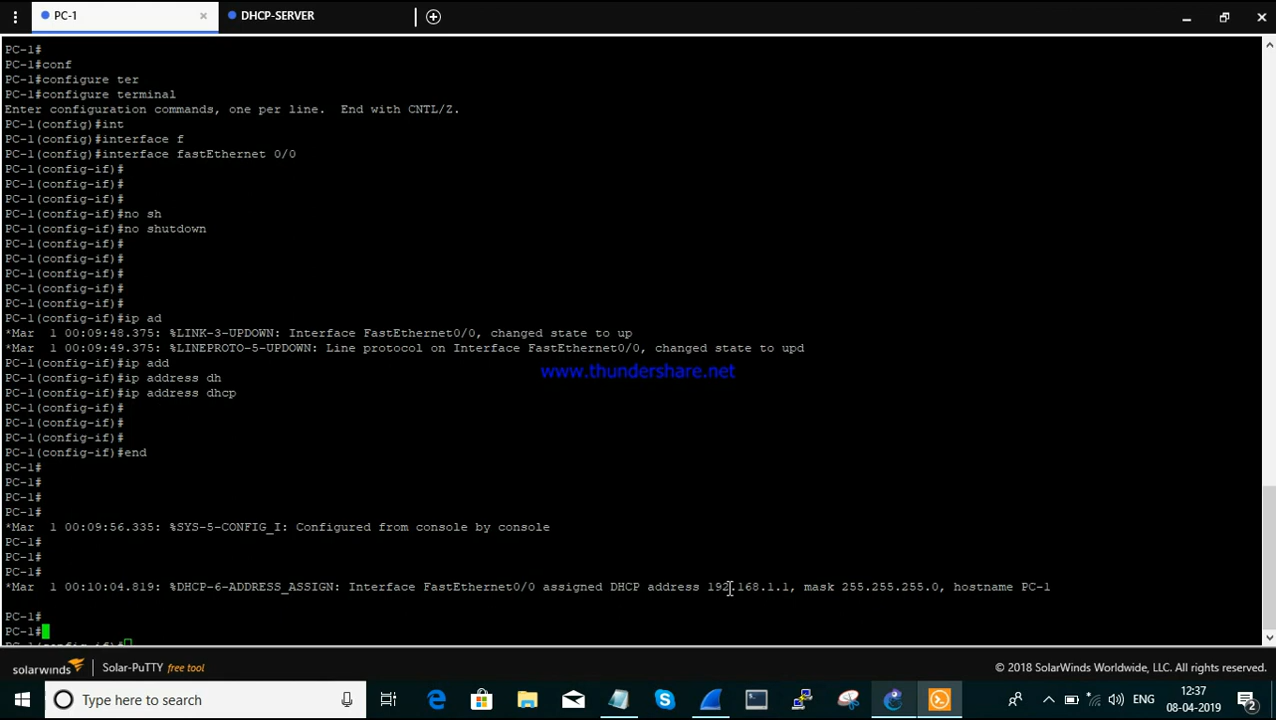 PC-1
×
DHCP-SERVER
PC-1#
PC-1#conf
PC-1#configure ter
PC-1#configure terminal
Enter configuration commands, one per line.  End with CNTL/Z.
PC-1(config)#int
PC-1(config)#interface f
PC-1(config)#interface fastEthernet 0/0
PC-1(config-if)#
PC-1(config-if)#
PC-1(config-if)#
PC-1(config-if)#no sh
PC-1(config-if)#no shutdown
PC-1(config-if)#
PC-1(config-if)#
PC-1(config-if)#
PC-1(config-if)#
PC-1(config-if)#
PC-1(config-if)#ip ad
*Mar  1 00:09:48.375: %LINK-3-UPDOWN: Interface FastEthernet0/0, changed state to up
*Mar  1 00:09:49.375: %LINEPROTO-5-UPDOWN: Line protocol on Interface FastEthernet0/0, changed state to upd
PC-1(config-if)#ip add
www.thundershare.net
PC-1(config-if)#ip address dh
PC-1(config-if)#ip address dhcp
PC-1(config-if)#
PC-1(config-if)#
PC-1(config-if)#
PC-1(config-if)#end
PC-1#
PC-1#
PC-1#
PC-1#
*Mar  1 00:09:56.335: %SYS-5-CONFIG_I: Configured from console by console
PC-1#
PC-1#
PC-1#
*Mar  1 00:10:04.819: %DHCP-6-ADDRESS_ASSIGN: Interface FastEthernet0/0 assigned DHCP address 192.168.1.1, mask 255.255.255.0, hostname PC-1
PC-1#
PC-1#
solarwinds
Solar-PuTTY free tool
© 2018 SolarWinds Worldwide, LLC. All rights reserved.
Type here to search
ENG
12:37
08-04-2019
2